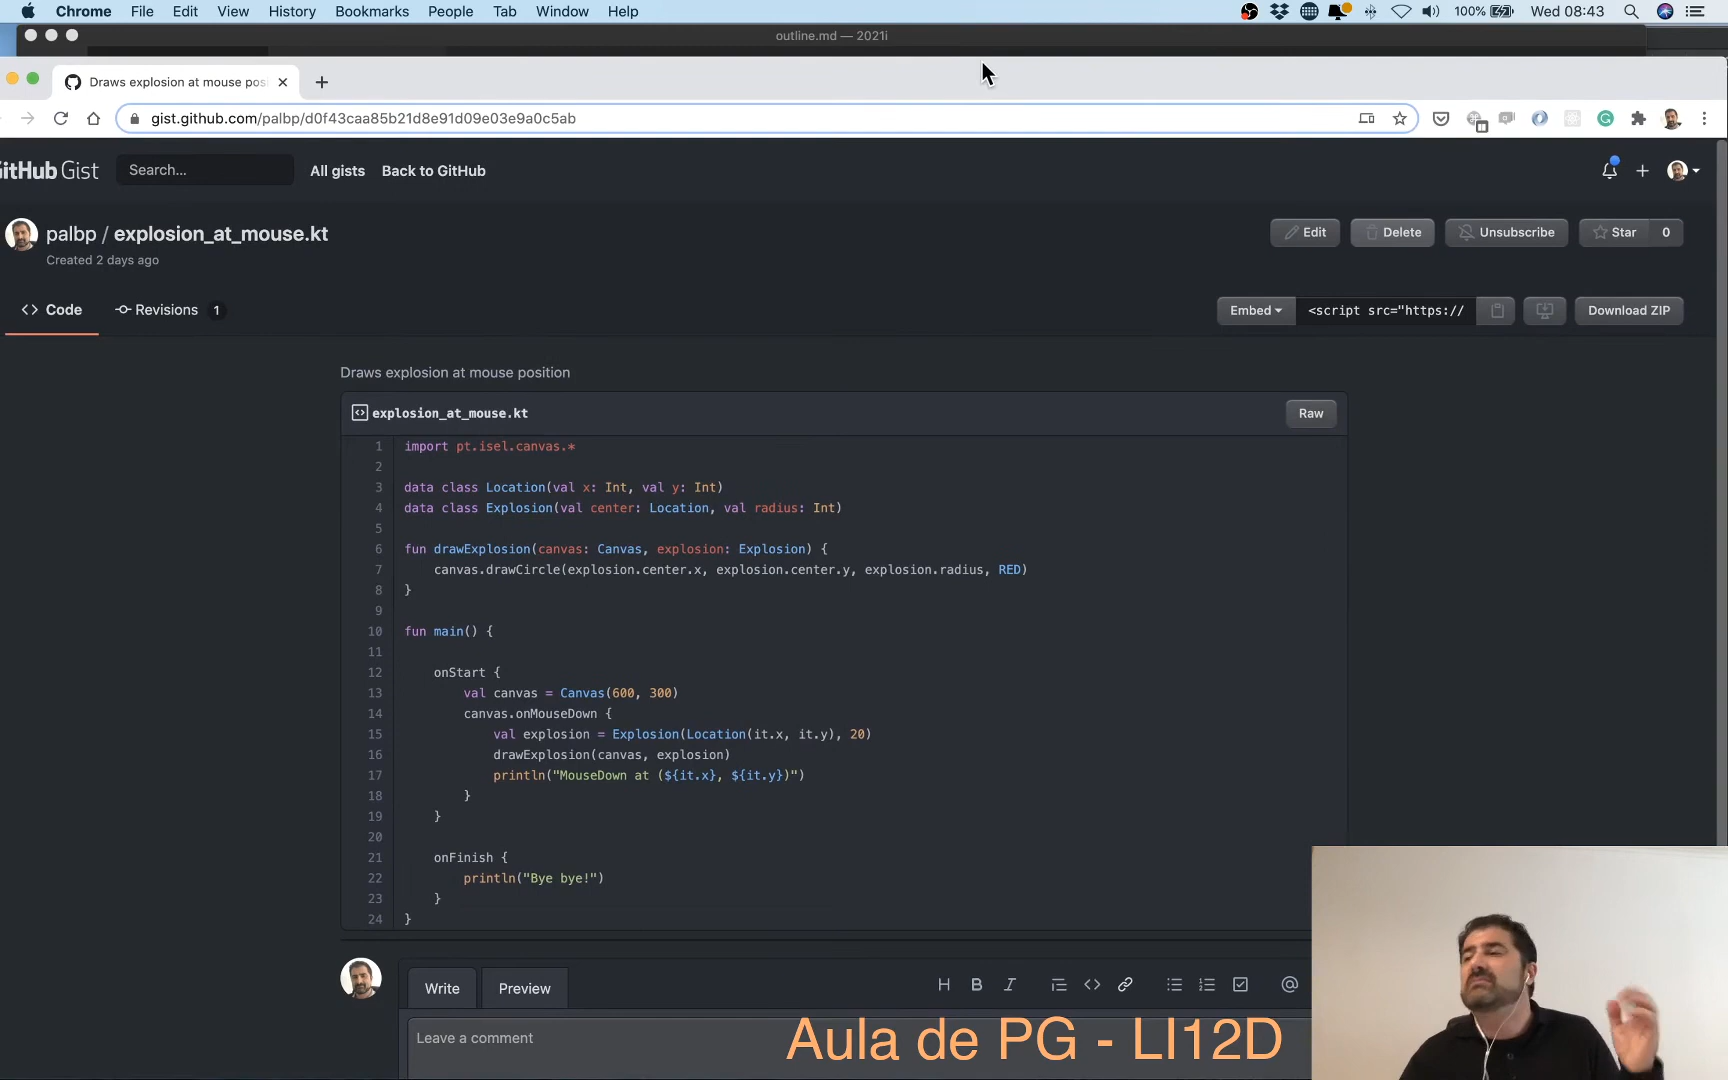 Chrome File Edit View History Bookmarks People Tab Window Help 100% Wed 08:43
outline.md — 2021i
Draws explosion at mouse pos
gist.github.com/palbp/d0f43caa85b21d8e91d09e03e9a0c5ab
itHub Gist Search... All gists Back to GitHub
palbp / explosion_at_mouse.kt Edit Delete Unsubscribe Star 0
Created 2 days ago
Code Revisions 1 Embed <script src="https:// Download ZIP
Draws explosion at mouse position
explosion_at_mouse.kt Raw
1 import pt.isel.canvas.*
2
3 data class Location(val x: Int, val y: Int)
4 data class Explosion(val center: Location, val radius: Int)
5
6 fun drawExplosion(canvas: Canvas, explosion: Explosion) {
7 canvas.drawCircle(explosion.center.x, explosion.center.y, explosion.radius, RED)
8 }
9
10 fun main() {
11
12 onStart {
13 val canvas = Canvas(600, 300)
14 canvas.onMouseDown {
15 val explosion = Explosion(Location(it.x, it.y), 20)
16 drawExplosion(canvas, explosion)
17 println("MouseDown at (${it.x}, ${it.y})")
18 }
19 }
20
21 onFinish {
22 println("Bye bye!")
23 }
24 }
Write Preview H B I @
Leave a comment
Aula de PG - LI12D